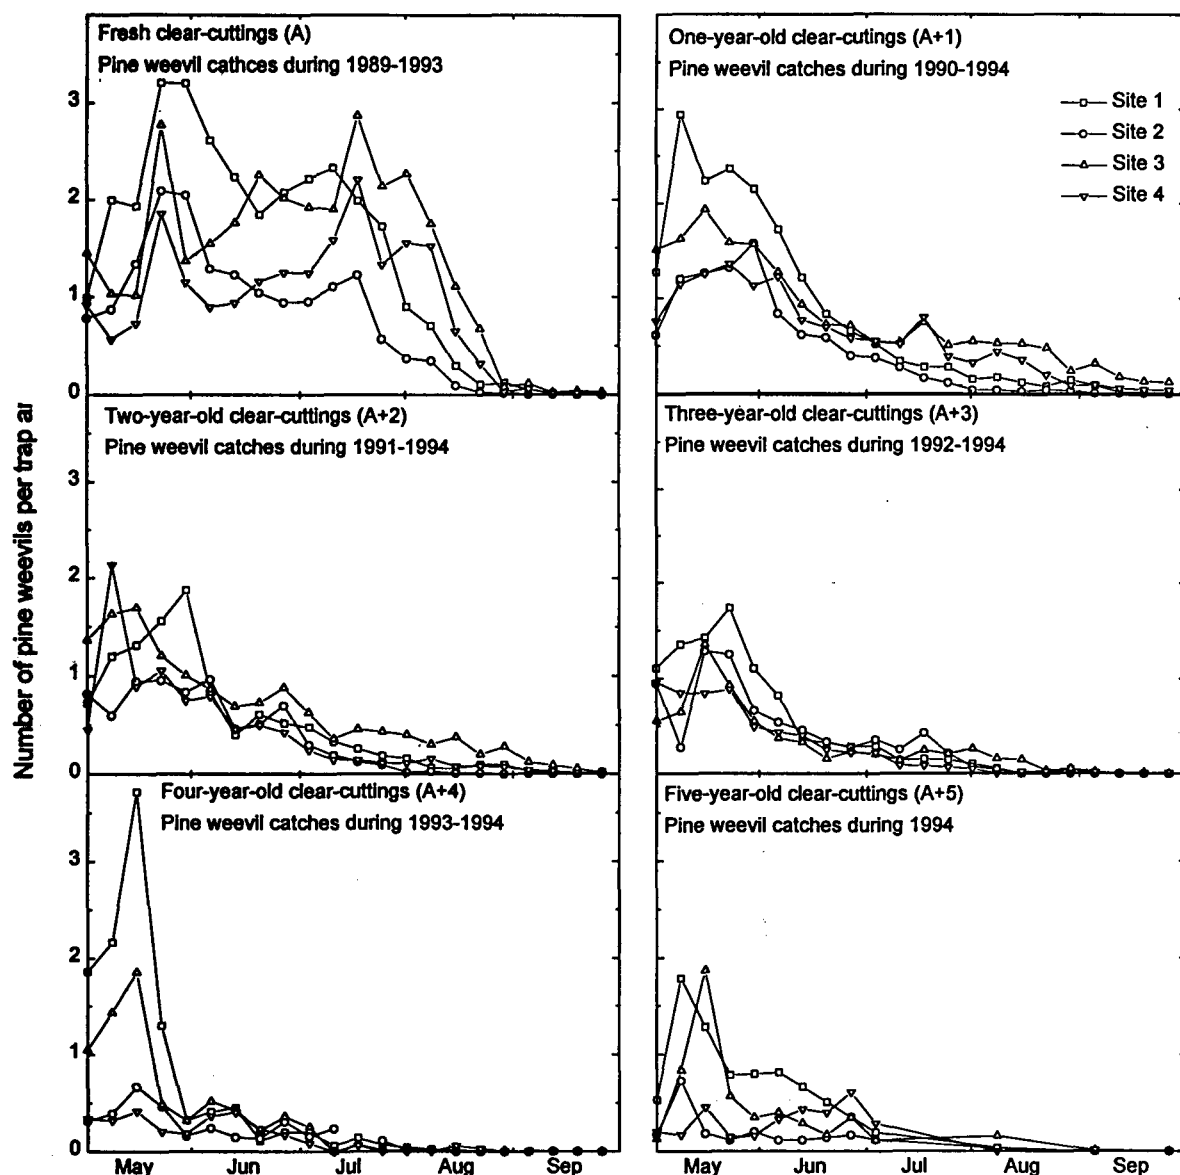 Fresh clear-cuttings (A)
Pine weevil cathces during 1989-1993
3
2
1
0
One-year-old clear-cutings (A+1)
Pine weevil catches during 1990-1994
Site 1
Site 2
Site 3
Site 4
Number of pine weevils per trap ar
Two-year-old clear-cuttings (A+2)
Pine weevil catches during 1991-1994
3
2
1
0
Three-year-old clear-cuttings (A+3)
Pine weevil catches during 1992-1994
Four-year-old clear-cuttings (A+4)
Pine weevil catches during 1993-1994
3
2
1
0
Five-year-old clear-cuttings (A+5)
Pine weevil catches during 1994
May Jun Jul Aug Sep
May Jun Jul Aug Sep